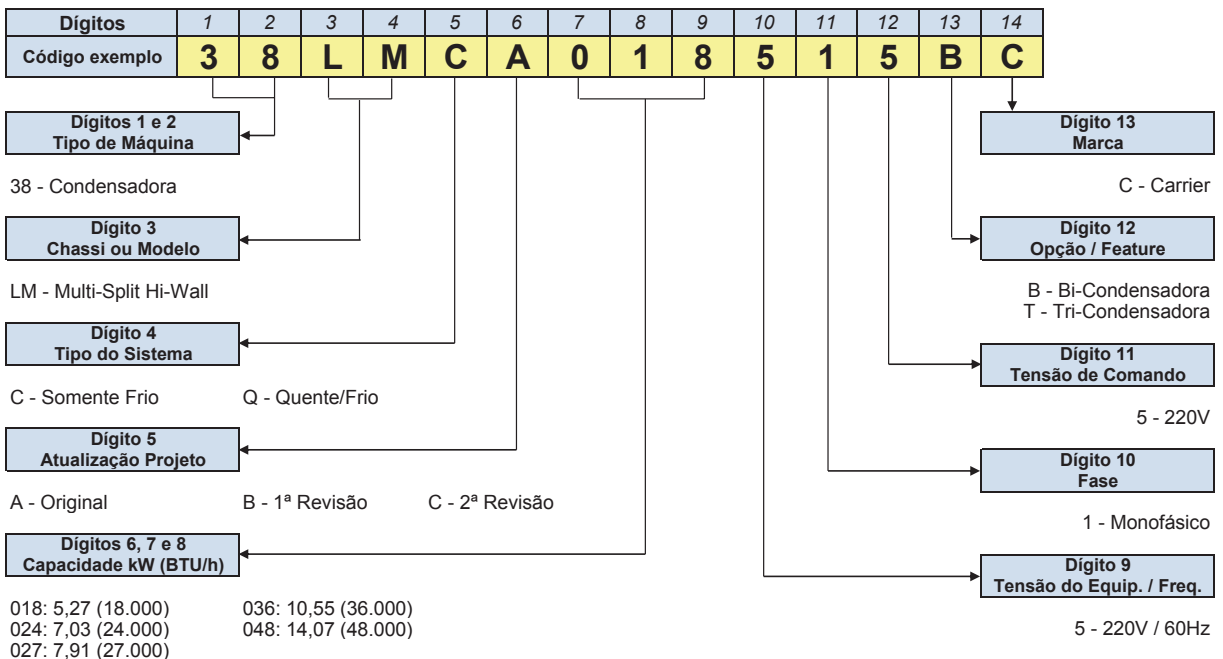 Dígitos 1 2 3 4 5 6 7 8 9 10 11 12 13 14
Código exemplo 3 8 L M C A 0 1 8 5 1 5 B C
Dígitos 1 e 2
Tipo de Máquina
38 - Condensadora
Dígito 3
Chassi ou Modelo
LM - Multi-Split Hi-Wall
Dígito 4
Tipo do Sistema
C - Somente Frio Q - Quente/Frio
Dígito 5
Atualização Projeto
A - Original B - 1ª Revisão C - 2ª Revisão
Dígitos 6, 7 e 8
Capacidade kW (BTU/h)
018: 5,27 (18.000) 036: 10,55 (36.000)
024: 7,03 (24.000) 048: 14,07 (48.000)
027: 7,91 (27.000)
Dígito 13
Marca
C - Carrier
Dígito 12
Opção / Feature
B - Bi-Condensadora
T - Tri-Condensadora
Dígito 11
Tensão de Comando
5 - 220V
Dígito 10
Fase
1 - Monofásico
Dígito 9
Tensão do Equip. / Freq.
5 - 220V / 60Hz